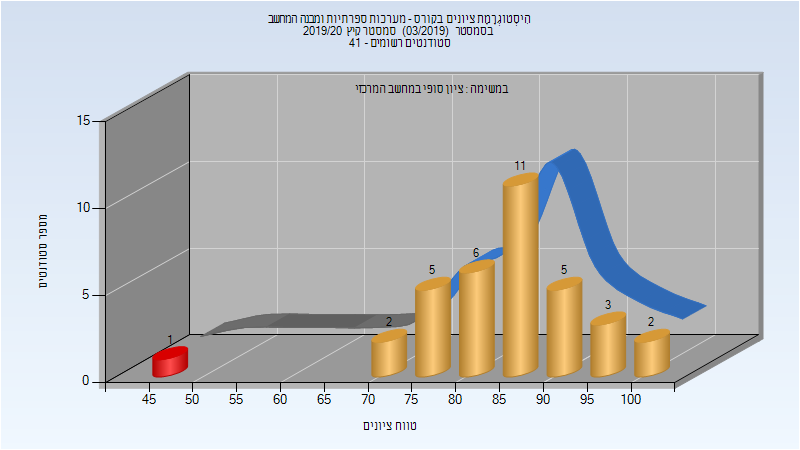 הִיסְטוֹגְרָמַת ציונים בקורס - מערכות ספרתיות ומבנה המחשב
בסמסטר (03/2019) סמסטר קיץ 2019/20
סטודנטים רשומים - 41
במשימה : ציון סופי במחשב המרכזי
15
10
5
0
מספר סטודנטים
1
2
5
6
11
5
3
2
45 50 55 60 65 70 75 80 85 90 95 100
טווח ציונים